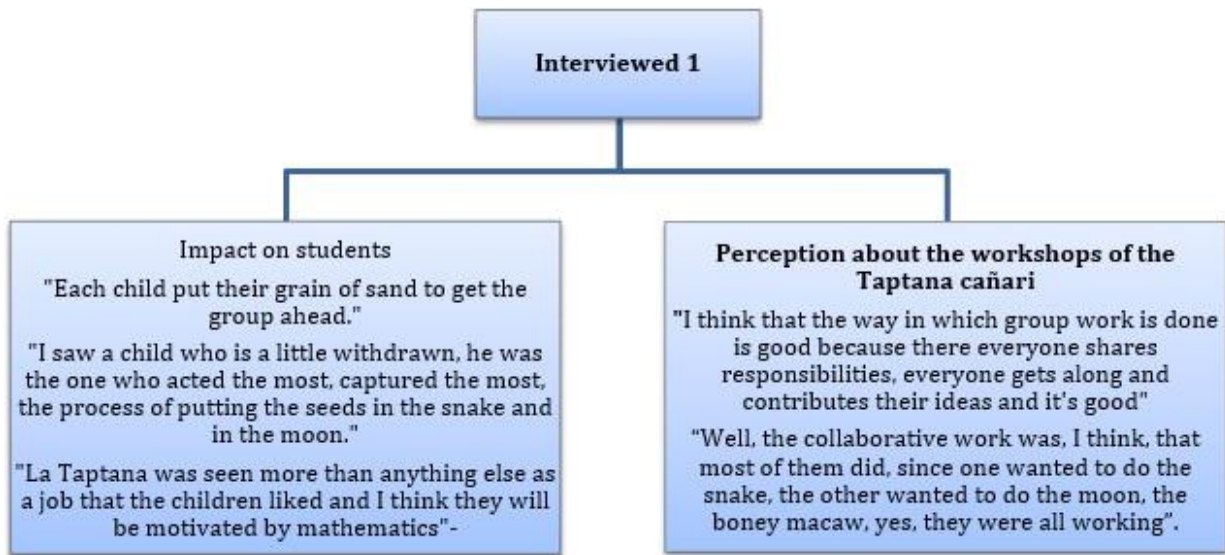 Interviewed 1
Impact on students
"Each child put their grain of sand to get the
group ahead."
"I saw a child who is a little withdrawn, he was
the one who acted the most, captured the most,
the process of putting the seeds in the snake and
in the moon."
"La Taptana was seen more than anything else as
a job that the children liked and I think they will
be motivated by mathematics"-
Perception about the workshops of the
Taptana cañari
"I think that the way in which group work is done
is good because there everyone shares
responsibilities, everyone gets along and
contributes their ideas and it's good"
“Well, the collaborative work was, I think, that
most of them did, since one wanted to do the
snake, the other wanted to do the moon, the
boney macaw, yes, they were all working”.